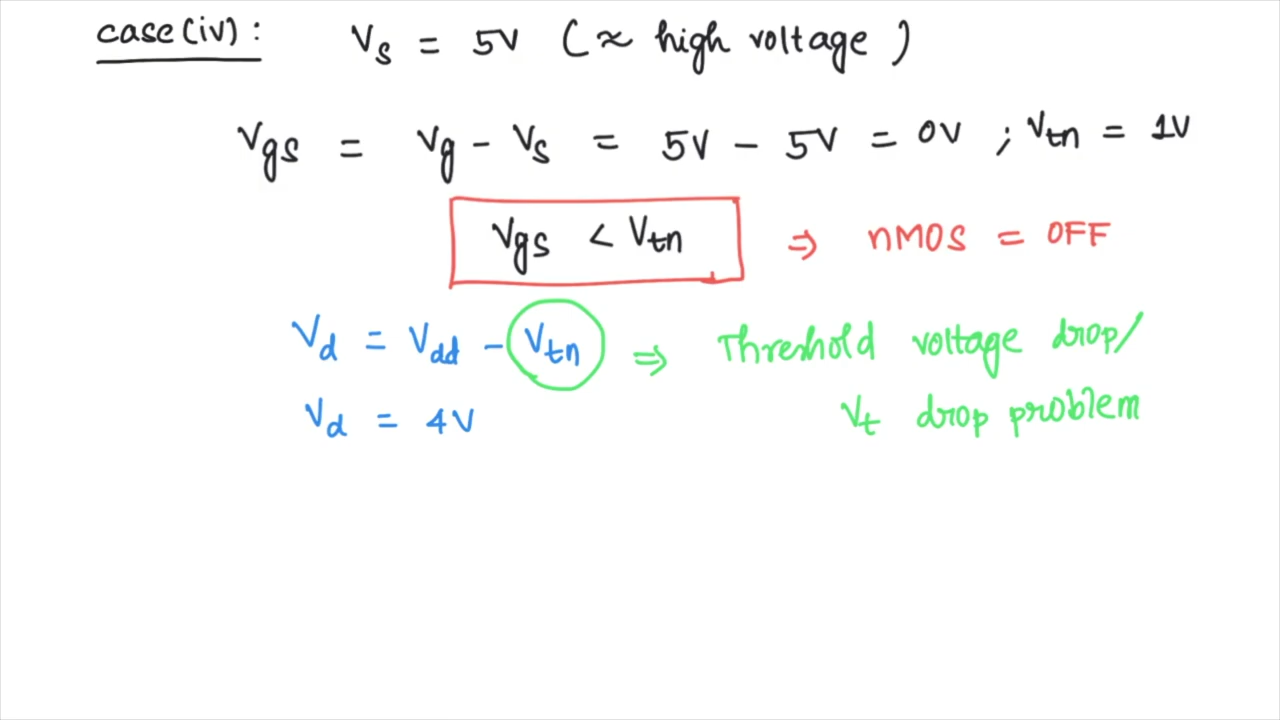 case(iv): Vs = 5V (≈ high voltage)
Vgs = Vg - Vs = 5V - 5V = 0V ; Vtn = 1V
Vgs < Vtn ⇒ nMOS = OFF
Vd = Vdd - Vtn ⇒ Threshold voltage drop/
Vd = 4V Vt drop problem